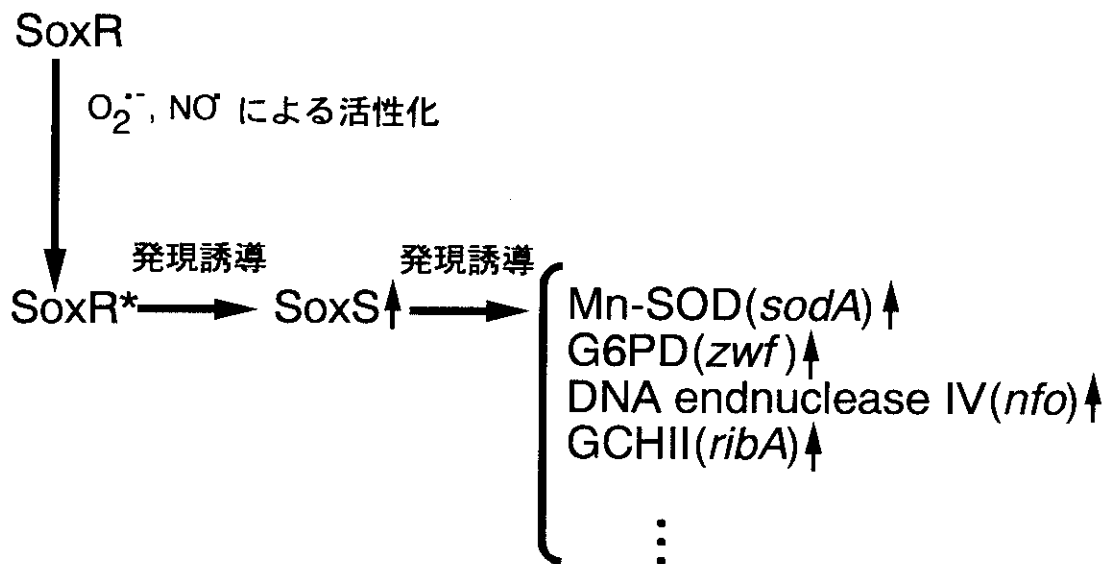 SoxR
O₂˙⁻, NO˙ による活性化
発現誘導 発現誘導
SoxR* SoxS
Mn-SOD(sodA)
G6PD(zwf)
DNA endnuclease IV(nfo)
GCHII(ribA)
⋮